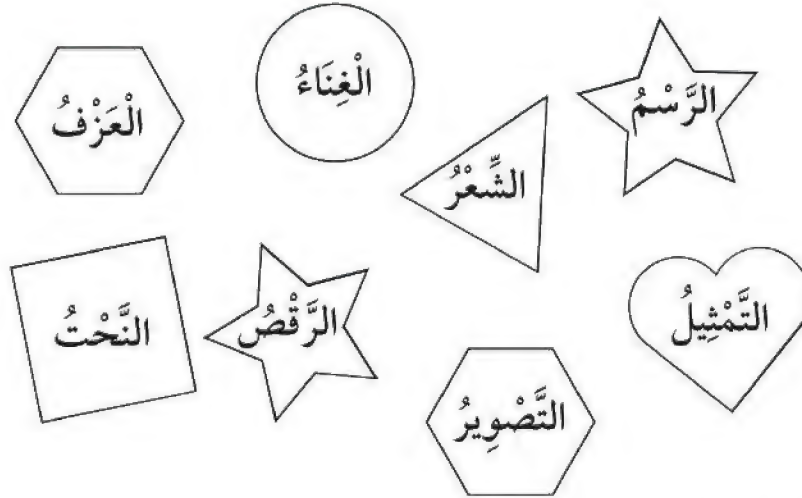 الرَّسْمُ
الْغِنَاءُ
الْعَزْفُ
الشِّعْرُ
التَّمْثِيلُ
الرَّقْصُ
النَّحْتُ
التَّصْوِيرُ